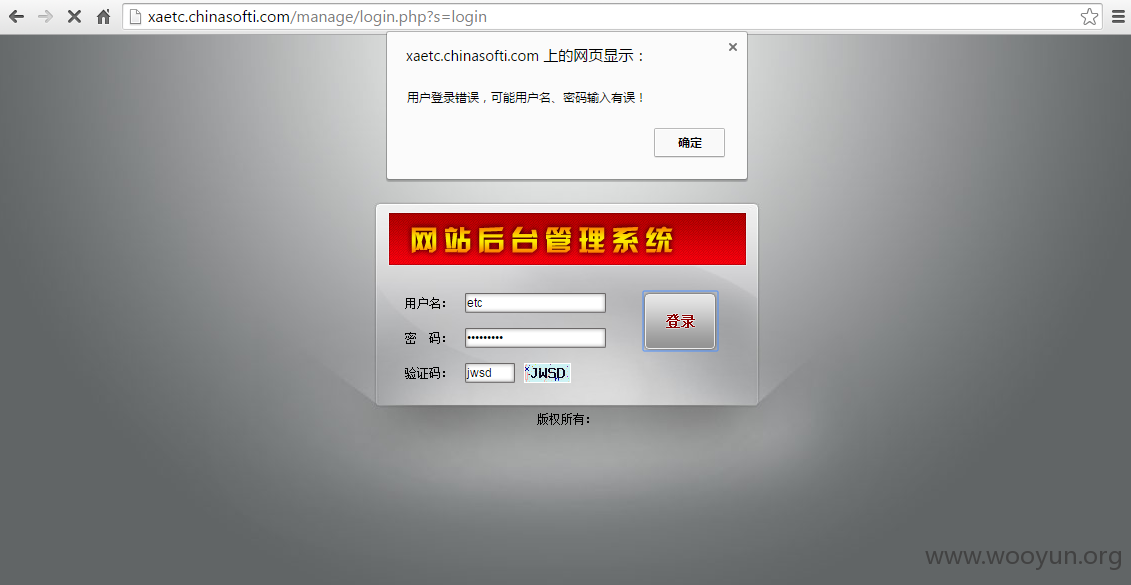 xaetc.chinasofti.com/manage/login.php?s=login
xaetc.chinasofti.com 上的网页显示：
用户登录错误，可能用户名、密码输入有误！
确定
网站后台管理系统
用户名： etc
登录
密 码： •••••••••
验证码： jwsd JWSD
版权所有：
www.wooyun.org